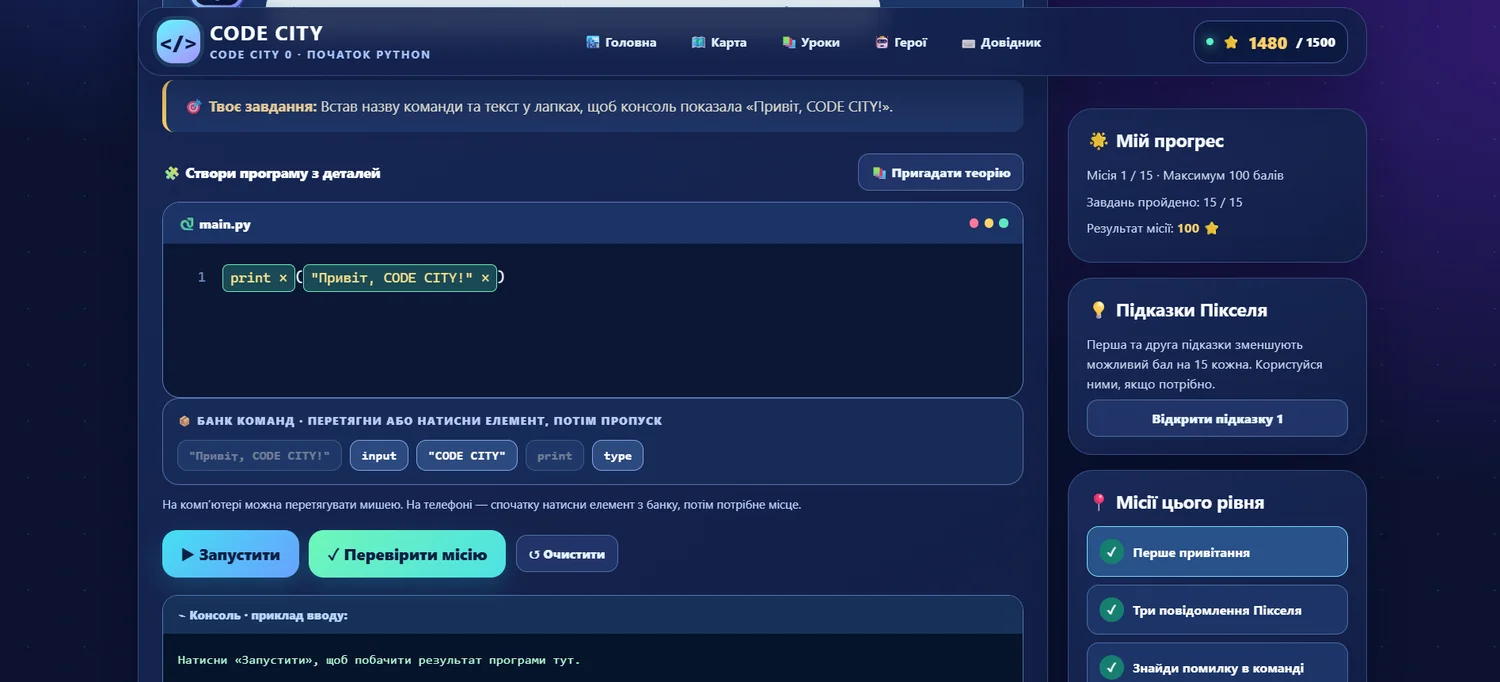 CODE CITY
CODE CITY 0 · ПОЧАТОК PYTHON
Головна
Карта
Уроки
Герої
Довідник
1480 / 1500
Твоє завдання: Встав назву команди та текст у лапках, щоб консоль показала «Привіт, CODE CITY!».
Створи програму з деталей
Пригадати теорію
main.py
1 print ×("Привіт, CODE CITY!" ×)
БАНК КОМАНД · ПЕРЕТЯГНИ АБО НАТИСНИ ЕЛЕМЕНТ, ПОТІМ ПРОПУСК
"Привіт, CODE CITY!" input "CODE CITY" print type
На комп'ютері можна перетягувати мишею. На телефоні — спочатку натисни елемент з банку, потім потрібне місце.
▶ Запустити
✓ Перевірити місію
↺ Очистити
~ Консоль · приклад вводу:
Натисни «Запустити», щоб побачити результат програми тут.
Мій прогрес
Місія 1 / 15 · Максимум 100 балів
Завдань пройдено: 15 / 15
Результат місії: 100
Підказки Пікселя
Перша та друга підказки зменшують
можливий бал на 15 кожна. Користуйся
ними, якщо потрібно.
Відкрити підказку 1
Місії цього рівня
✓ Перше привітання
✓ Три повідомлення Пікселя
✓ Знайди помилку в команді